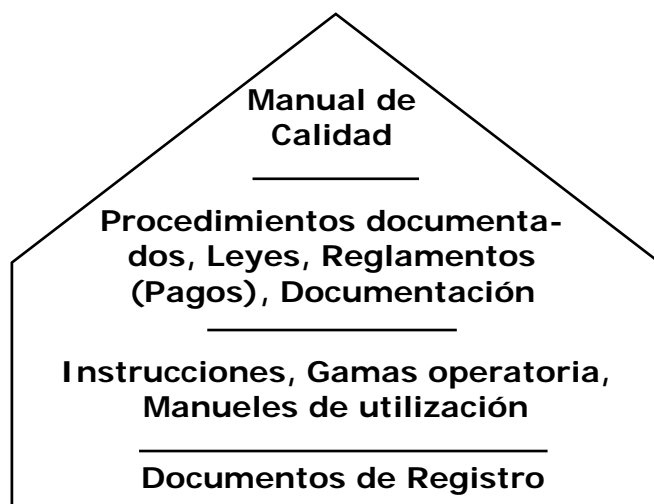 Manual de
Calidad
Procedimientos documenta-
dos, Leyes, Reglamentos
(Pagos), Documentación
Instrucciones, Gamas operatoria,
Manueles de utilización
Documentos de Registro